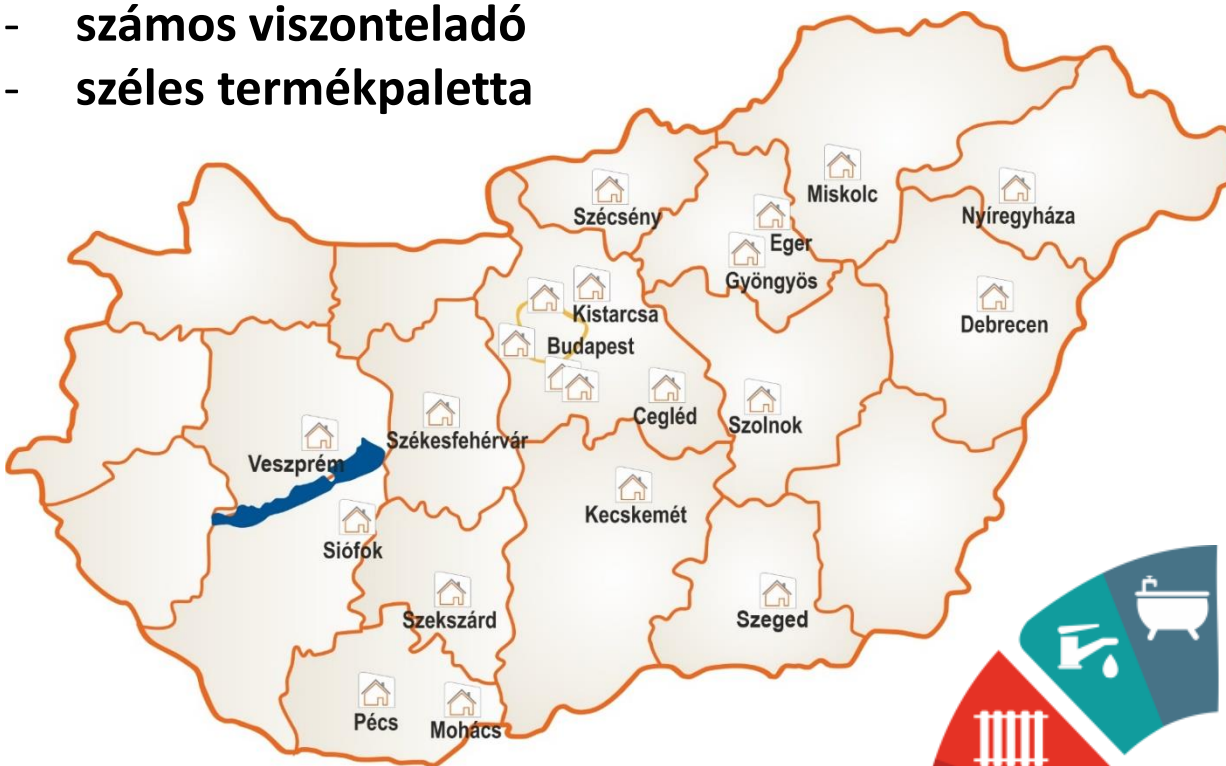 - számos viszonteladó
- széles termékpaletta
Miskolc
Szécsény
Nyíregyháza
Eger
Gyöngyös
Kistarcsa
Debrecen
Budapest
Cegléd
Szolnok
Székesfehérvár
Veszprém
Kecskemét
Siófok
Szekszárd
Szeged
Pécs
Mohács